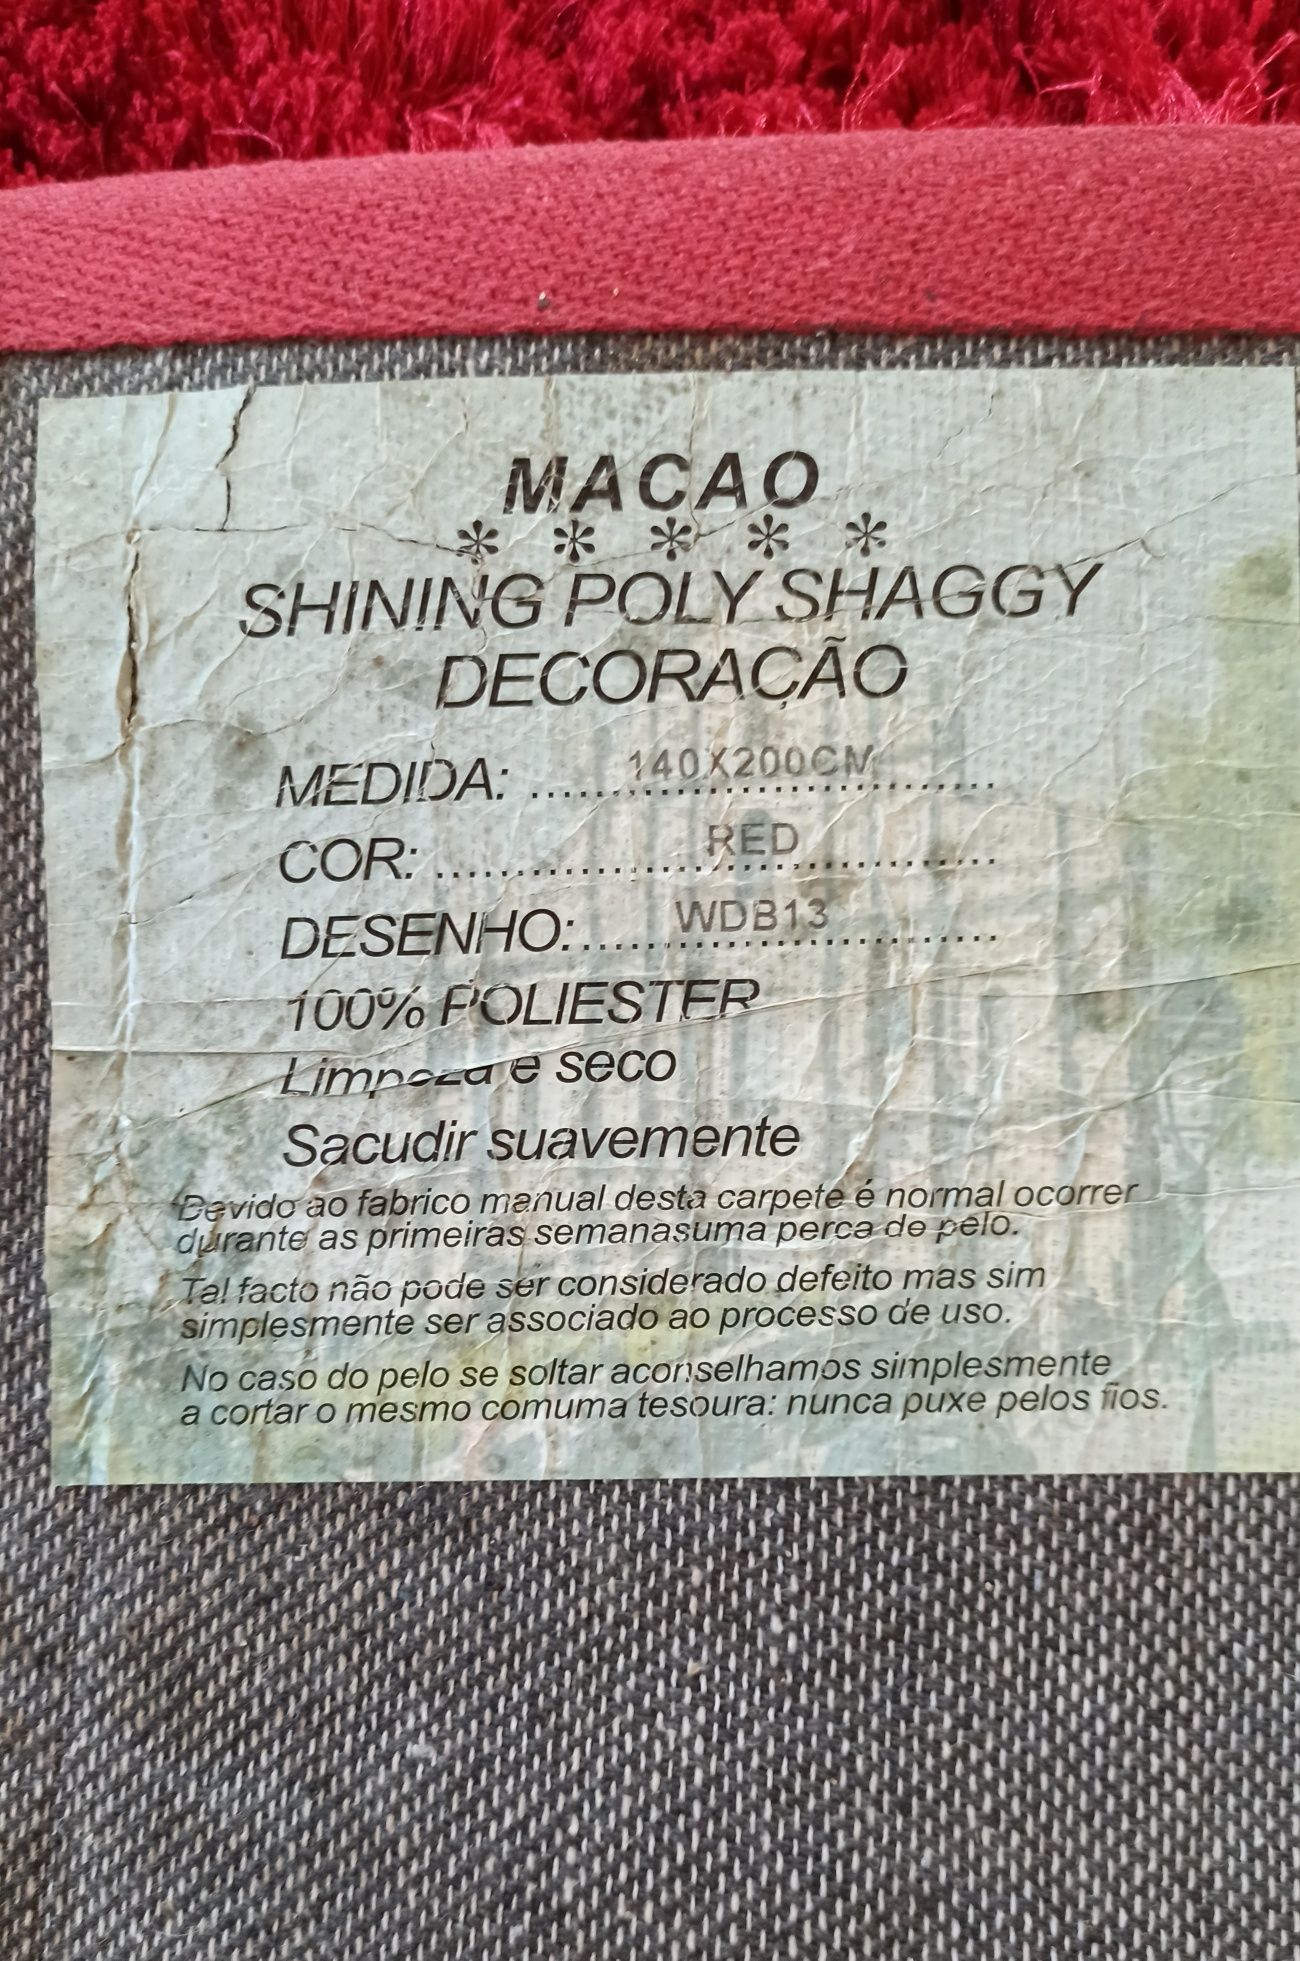 MACAO
* * * * *
SHINING POLY SHAGGY
DECORAÇÃO
MEDIDA: 140X200CM
COR: RED
DESENHO: WDB13
100% POLIESTER
Limpeza e seco
Sacudir suavemente
Devido ao fabrico manual desta carpete é normal ocorrer
durante as primeiras semanasuma perca de pelo.
Tal facto não pode ser considerado defeito mas sim
simplesmente ser associado ao processo de uso.
No caso do pelo se soltar aconselhamos simplesmente
a cortar o mesmo comuma tesoura: nunca puxe pelos fios.